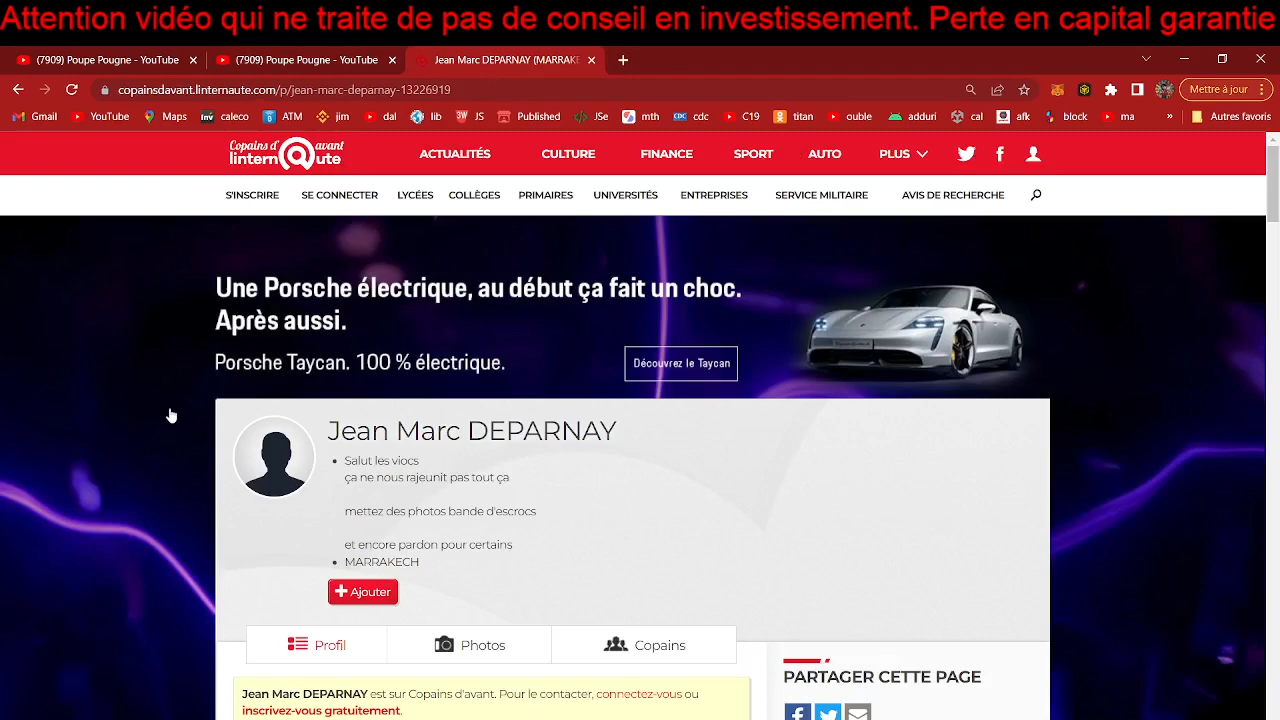 Attention vidéo qui ne traite de pas de conseil en investissement. Perte en capital garantie
(7909) Poupe Pougne - YouTube
(7909) Poupe Pougne - YouTube
Jean Marc DEPARNAY (MARRAKE
copainsdavant.linternaute.com/p/jean-marc-deparnay-13226919
Mettre à jour
Gmail YouTube Maps caleco ATM jim dal lib JS Published JSe mth cdc C19 titan ouble adduri cal afk block ma » Autres favoris
Copains d' avant
lintern@ute
ACTUALITÉS CULTURE FINANCE SPORT AUTO PLUS
S'INSCRIRE SE CONNECTER LYCÉES COLLÈGES PRIMAIRES UNIVERSITÉS ENTREPRISES SERVICE MILITAIRE AVIS DE RECHERCHE
Une Porsche électrique, au début ça fait un choc.
Après aussi.
Porsche Taycan. 100 % électrique.
Découvrez le Taycan
Jean Marc DEPARNAY
Salut les viocs
ça ne nous rajeunit pas tout ça
mettez des photos bande d'escrocs
et encore pardon pour certains
MARRAKECH
+ Ajouter
Profil Photos Copains
Jean Marc DEPARNAY est sur Copains d'avant. Pour le contacter, connectez-vous ou
inscrivez-vous gratuitement.
PARTAGER CETTE PAGE